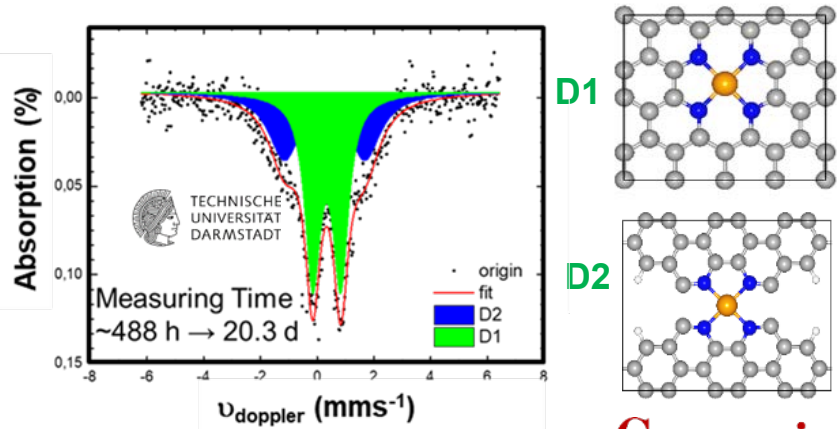 Absorption (%)
0,00
0,05
0,10
0,15
TECHNISCHE
UNIVERSITÄT
DARMSTADT
Measuring Time :
~488 h → 20.3 d
origin
fit
D2
D1
-8 -6 -4 -2 0 2 4 6 8
υdoppler (mms-1)
D1
D2